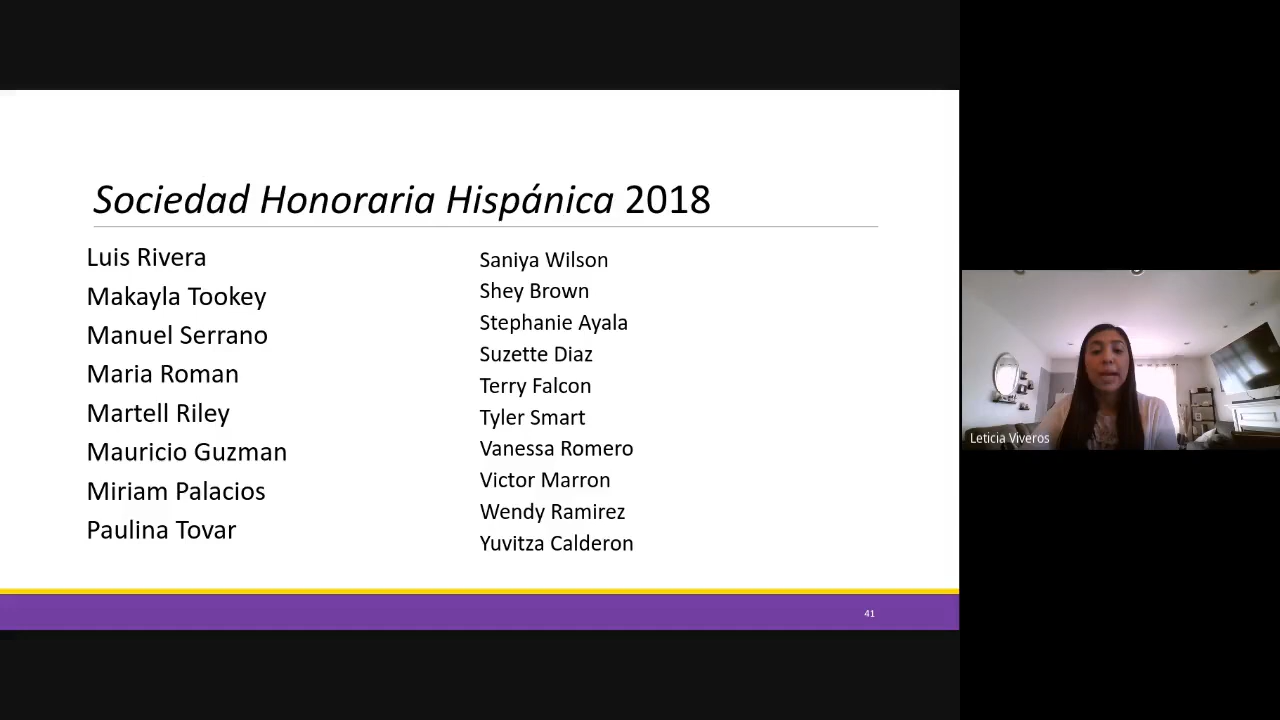 Sociedad Honoraria Hispánica 2018
Luis Rivera
Makayla Tookey
Manuel Serrano
Maria Roman
Martell Riley
Mauricio Guzman
Miriam Palacios
Paulina Tovar
Saniya Wilson
Shey Brown
Stephanie Ayala
Suzette Diaz
Terry Falcon
Tyler Smart
Vanessa Romero
Victor Marron
Wendy Ramirez
Yuvitza Calderon
41
Leticia Viveros